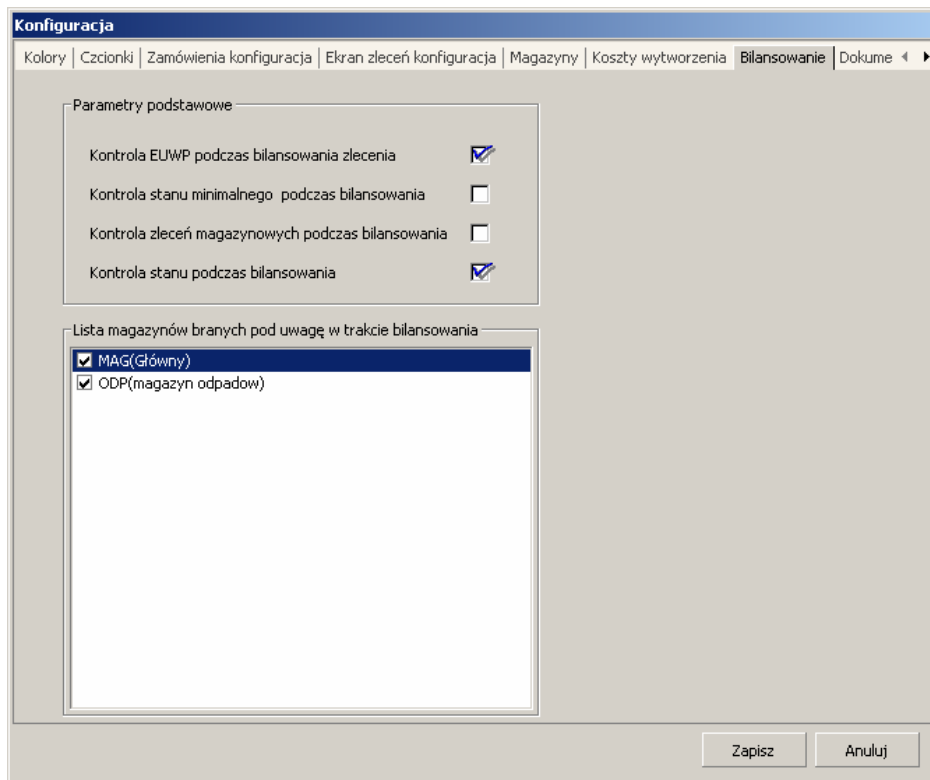 Konfiguracja
Kolory Czcionki Zamówienia konfiguracja Ekran zleceń konfiguracja Magazyny Koszty wytworzenia Bilansowanie Dokume
Parametry podstawowe
Kontrola EUWP podczas bilansowania zlecenia
Kontrola stanu minimalnego podczas bilansowania
Kontrola zleceń magazynowych podczas bilansowania
Kontrola stanu podczas bilansowania
Lista magazynów branych pod uwagę w trakcie bilansowania
MAG(Główny)
ODP(magazyn odpadow)
Zapisz Anuluj